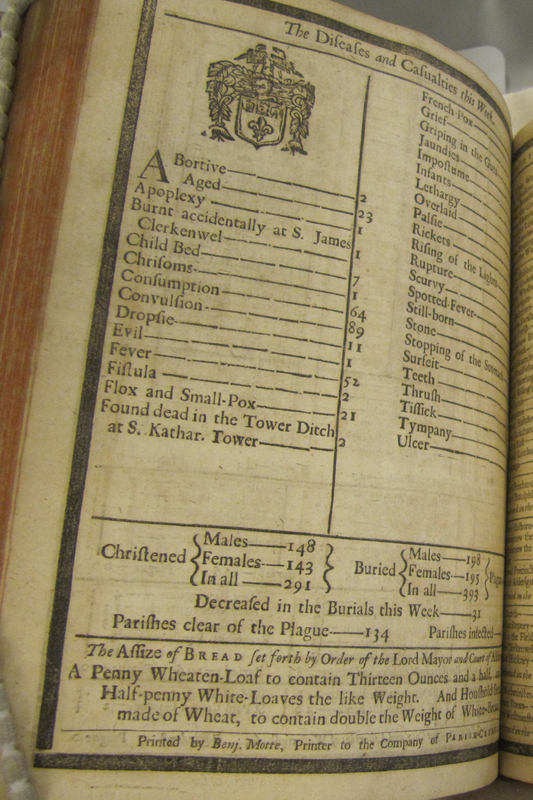 The Diſeaſes and Caſualties this Week.
Abortive 2
Aged 23
Apoplexy 1
Burnt accidentally at S. James
Clerkenwel 1
Child Bed 7
Chriſoms 1
Conſumption 64
Convulſion 89
Dropſie 11
Evil 1
Fever 52
Fiſtula 2
Flox and Small-Pox 21
Found dead in the Tower Ditch
at S. Kathar. Tower 2
French-Pox
Grief
Griping in the Guts
Jaundies
Impoſtume
Infants
Lethargy
Overlaid
Palſie
Rickets
Riſing of the Lights
Rupture
Scurvy
Spotted-Fever
Still-born
Stone
Stopping of the Stomach
Surfeit
Teeth
Thruſh
Tiſſick
Tympany
Ulcer
Chriſtened
Males 148
Females 143
In all 291
Buried
Males 198
Females 195
In all 393
Decreaſed in the Burials this Week 31
Pariſhes clear of the Plague 134 Pariſhes infected
The Aſſize of BREAD ſet forth by Order of the Lord Mayor and Court of
A Penny Wheaten-Loaf to contain Thirteen Ounces and a half,
Half-penny White-Loaves the like Weight. And Houſhold
made of Wheat, to contain double the Weight of White
Printed by Benj. Motte, Printer to the Company of